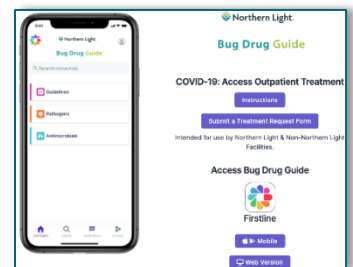 9:41
Northern Light
Bug Drug Guide
Search resources
Guidelines
Pathogens
Antimicrobials
Northern Light.
Bug Drug Guide
COVID-19: Access Outpatient Treatment
Instructions
Submit a Treatment Request Form
Intended for use by Northern Light & Non-Northern Light
Facilities.
Access Bug Drug Guide
Firstline
Mobile
Web Version